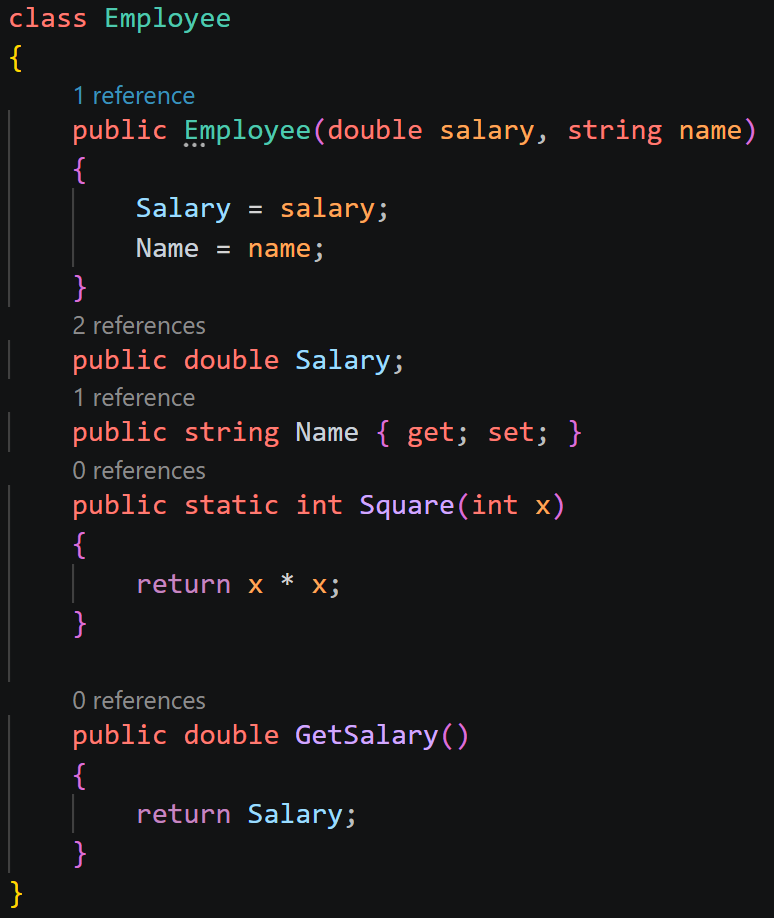 class Employee
{
1 reference
public Employee(double salary, string name)
{
Salary = salary;
Name = name;
}
2 references
public double Salary;
1 reference
public string Name { get; set; }
0 references
public static int Square(int x)
{
return x * x;
}
0 references
public double GetSalary()
{
return Salary;
}
}